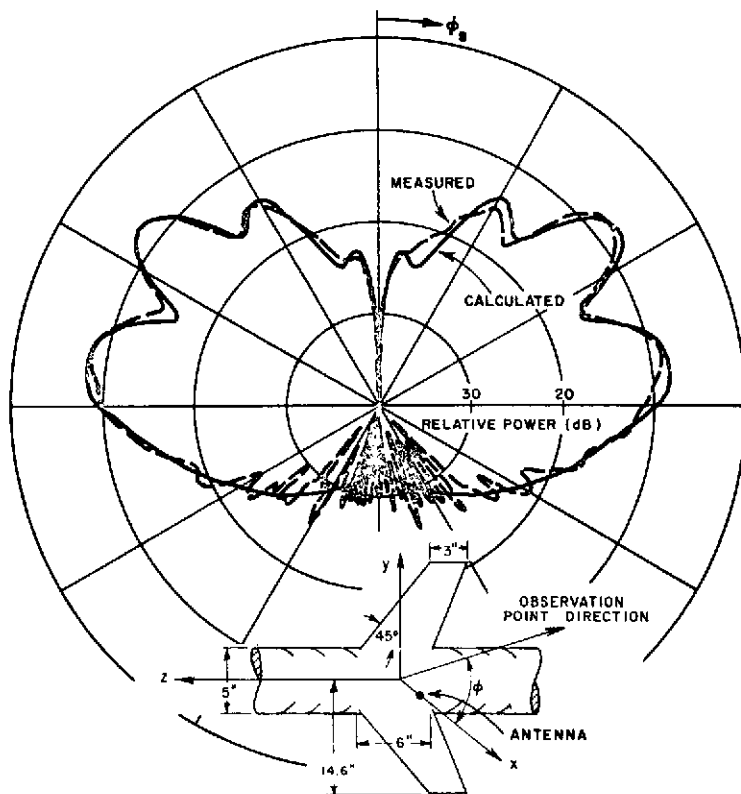 ϕs
MEASURED
CALCULATED
30 20
RELATIVE POWER (dB)
3"
y
OBSERVATION
POINT DIRECTION
45°
z
5"
ϕ
6"
ANTENNA
14.6"
x